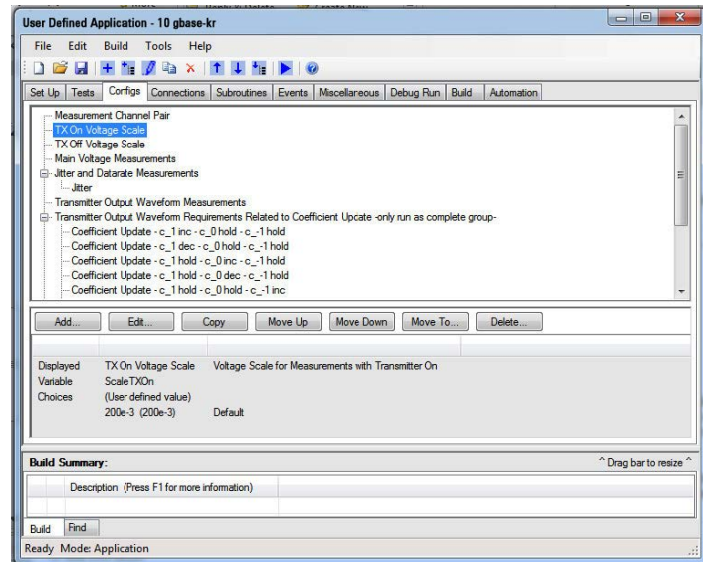 User Defined Application - 10 gbase-kr
File Edit Build Tools Help
Set Up Tests Configs Connections Subroutines Events Miscellaneous Debug Run Build Automation
Measurement Channel Pair
TX On Voltage Scale
TX Off Voltage Scale
Main Voltage Measurements
Jitter and Datarate Measurements
Jitter
Transmitter Output Waveform Measurements
Transmitter Output Waveform Requirements Related to Coefficient Update -only run as complete group-
Coefficient Update - c_1 inc - c_0 hold - c_-1 hold
Coefficient Update - c_1 dec - c_0 hold - c_-1 hold
Coefficient Update - c_1 hold - c_0 inc - c_-1 hold
Coefficient Update - c_1 hold - c_0 dec - c_-1 hold
Coefficient Update - c_1 hold - c_0 hold - c_-1 inc
Add... Edit... Copy Move Up Move Down Move To... Delete...
Displayed TX On Voltage Scale Voltage Scale for Measurements with Transmitter On
Variable ScaleTXOn
Choices (User defined value)
200e-3 (200e-3) Default
Build Summary: ^ Drag bar to resize ^
Description (Press F1 for more information)
Build Find
Ready Mode: Application